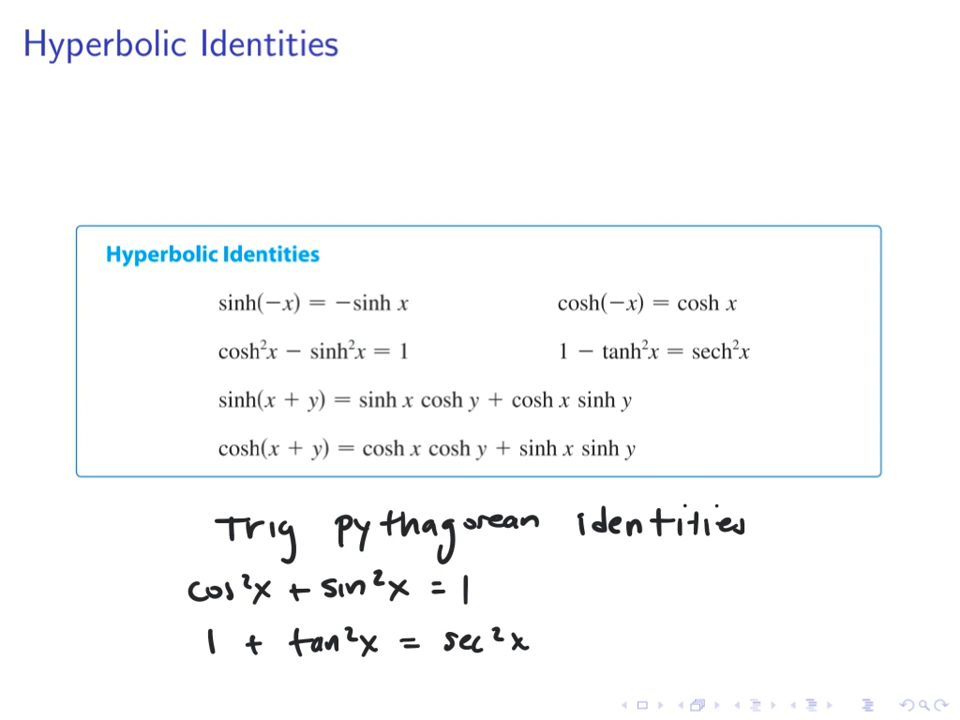 Hyperbolic Identities
Hyperbolic Identities
sinh(−x) = −sinh x cosh(−x) = cosh x
cosh²x − sinh²x = 1 1 − tanh²x = sech²x
sinh(x + y) = sinh x cosh y + cosh x sinh y
cosh(x + y) = cosh x cosh y + sinh x sinh y
Trig Pythagorean identities
cos²x + sin²x = 1
1 + tan²x = sec²x